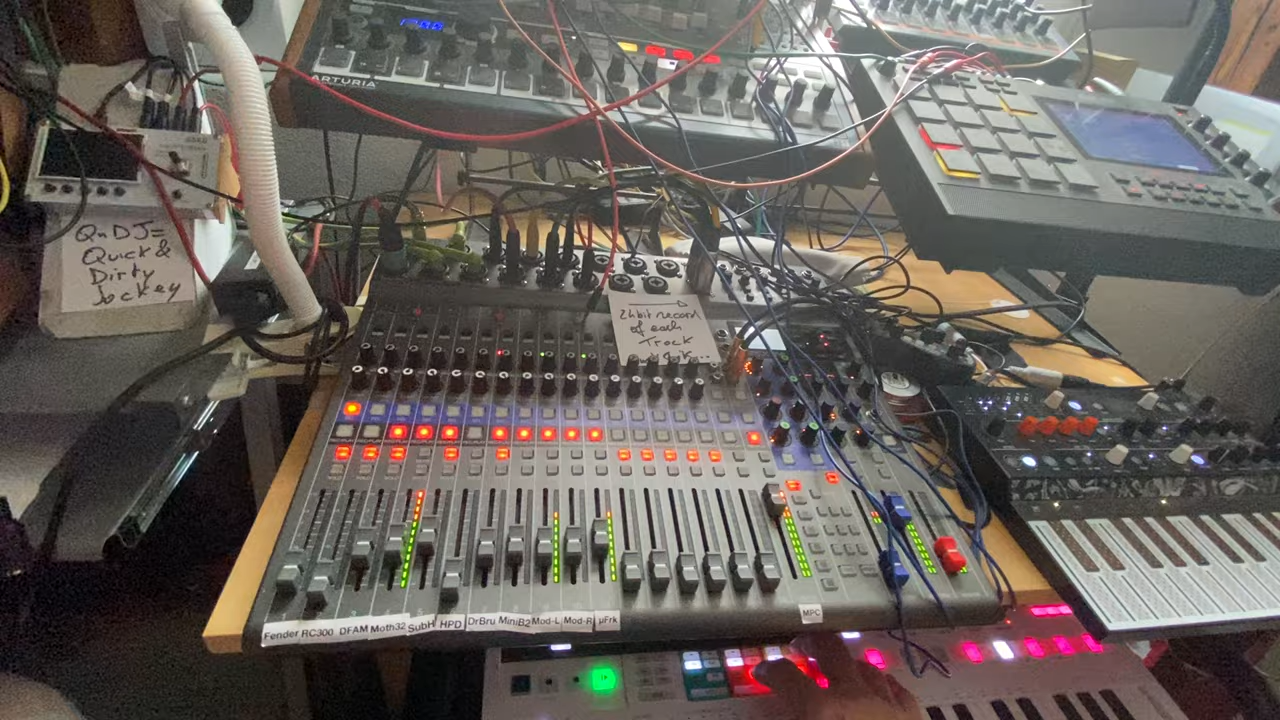 ARTURIA
QnDJ=
Quick &
Dirty
Jockey
24bit record
of each
Track
Fender RC300 DFAM Moth32 SubH HPD DrBru MiniB2 Mod-L Mod-R µFrk
MPC